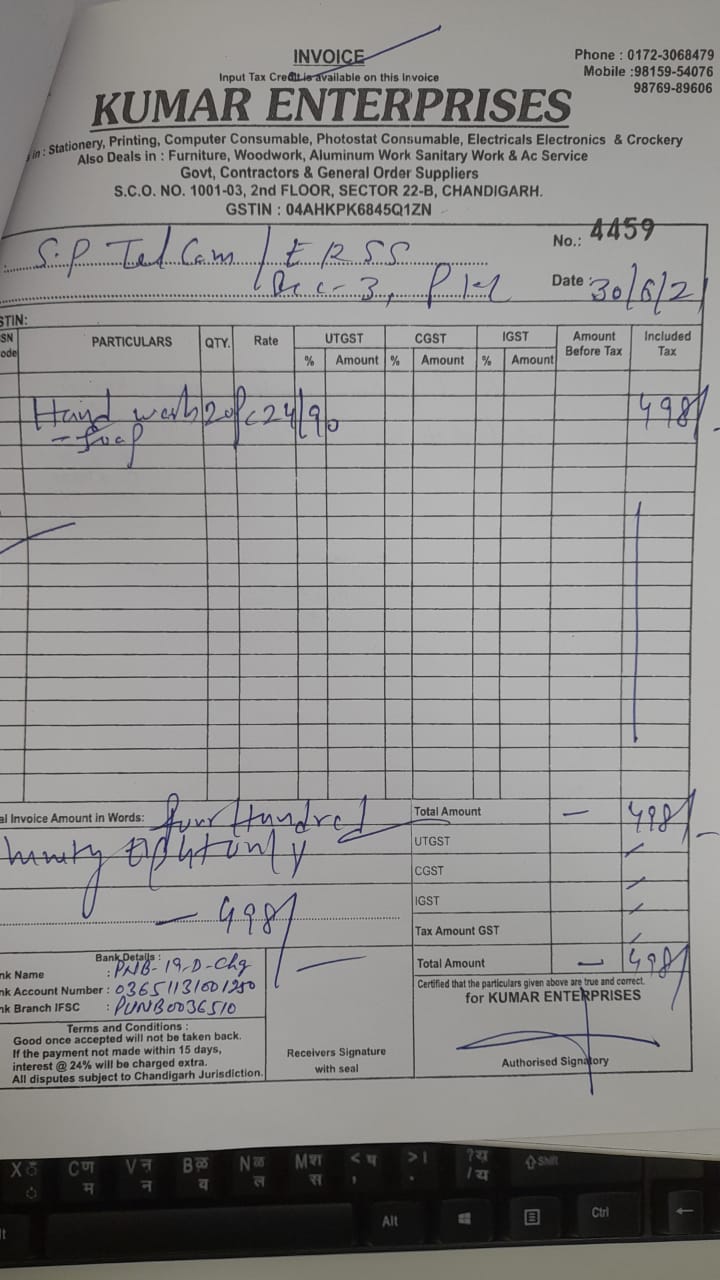 INVOICE
Input Tax Credit is available on this Invoice
Phone : 0172-3068479
Mobile :98159-54076
98769-89606
KUMAR ENTERPRISES
in : Stationery, Printing, Computer Consumable, Photostat Consumable, Electricals Electronics & Crockery
Also Deals in : Furniture, Woodwork, Aluminum Work Sanitary Work & Ac Service
Govt, Contractors & General Order Suppliers
S.C.O. NO. 1001-03, 2nd FLOOR, SECTOR 22-B, CHANDIGARH.
GSTIN : 04AHKPK6845Q1ZN
S.P Tel Com / ERSS
No.: 4459
Sec-3, PKL
Date : 30/6/2
STIN:
SN ode PARTICULARS QTY. Rate UTGST CGST IGST Amount Before Tax Included Tax
% Amount % Amount % Amount
Hand wash 20pc 24/90 498/-
Total Invoice Amount in Words: four Hundred
Total Amount — 498/-
only
UTGST
CGST
— 498/-
IGST
Tax Amount GST
Bank Details :
Total Amount — 498/-
nk Name : PNB-19-D-Chg
nk Account Number : 03651131001250
nk Branch IFSC : PUNB0036510
Certified that the particulars given above are true and correct.
for KUMAR ENTERPRISES
Terms and Conditions :
Good once accepted will not be taken back.
If the payment not made within 15 days,
interest @ 24% will be charged extra.
All disputes subject to Chandigarh Jurisdiction.
Receivers Signature
with seal
Authorised Signatory
X C ण V न B ळ N ळ M श < ष > । ? य Shift
म न व ल स , . / य
Alt Ctrl